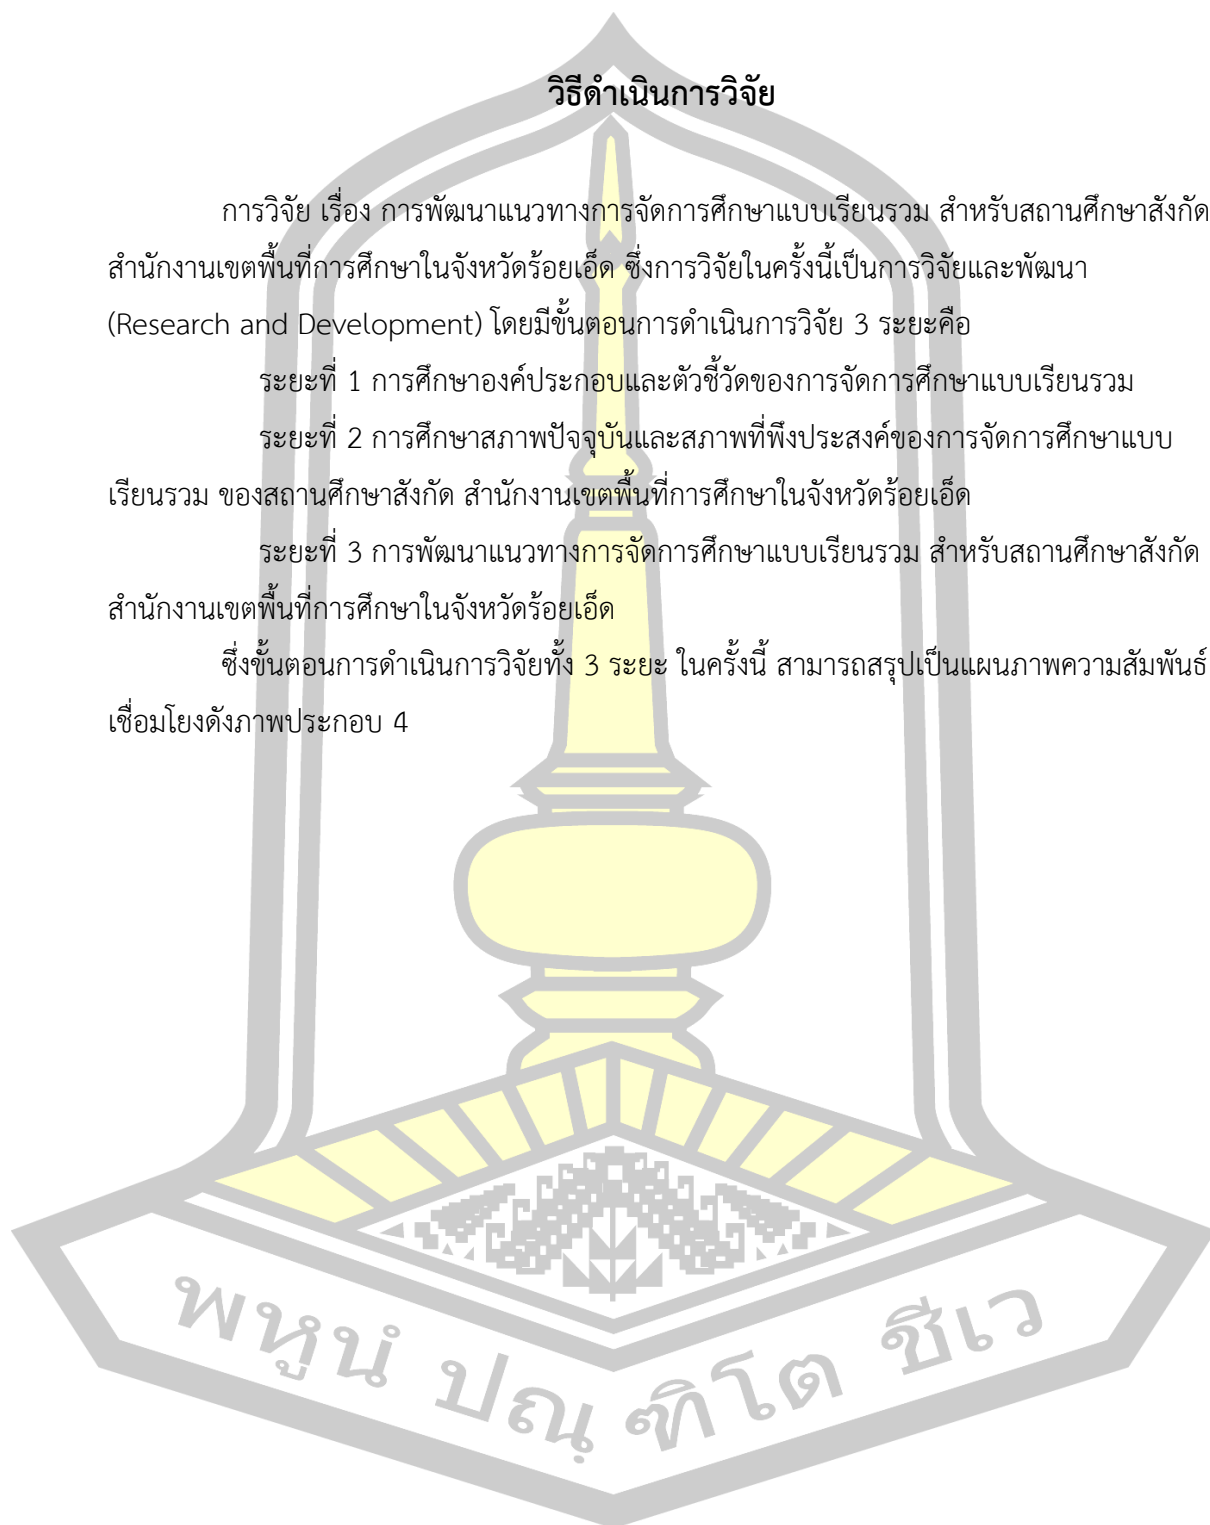 วิธีดำเนินการวิจัย
การวิจัย เรื่อง การพัฒนาแนวทางการจัดการศึกษาแบบเรียนรวม สำหรับสถานศึกษาสังกัด
สำนักงานเขตพื้นที่การศึกษาในจังหวัดร้อยเอ็ด ซึ่งการวิจัยในครั้งนี้เป็นการวิจัยและพัฒนา
(Research and Development) โดยมีขั้นตอนการดำเนินการวิจัย 3 ระยะคือ
ระยะที่ 1 การศึกษาองค์ประกอบและตัวชี้วัดของการจัดการศึกษาแบบเรียนรวม
ระยะที่ 2 การศึกษาสภาพปัจจุบันและสภาพที่พึงประสงค์ของการจัดการศึกษาแบบ
เรียนรวม ของสถานศึกษาสังกัด สำนักงานเขตพื้นที่การศึกษาในจังหวัดร้อยเอ็ด
ระยะที่ 3 การพัฒนาแนวทางการจัดการศึกษาแบบเรียนรวม สำหรับสถานศึกษาสังกัด
สำนักงานเขตพื้นที่การศึกษาในจังหวัดร้อยเอ็ด
ซึ่งขั้นตอนการดำเนินการวิจัยทั้ง 3 ระยะ ในครั้งนี้ สามารถสรุปเป็นแผนภาพความสัมพันธ์
เชื่อมโยงดังภาพประกอบ 4
พหูนํ ปณฺฑิโต ชีเว